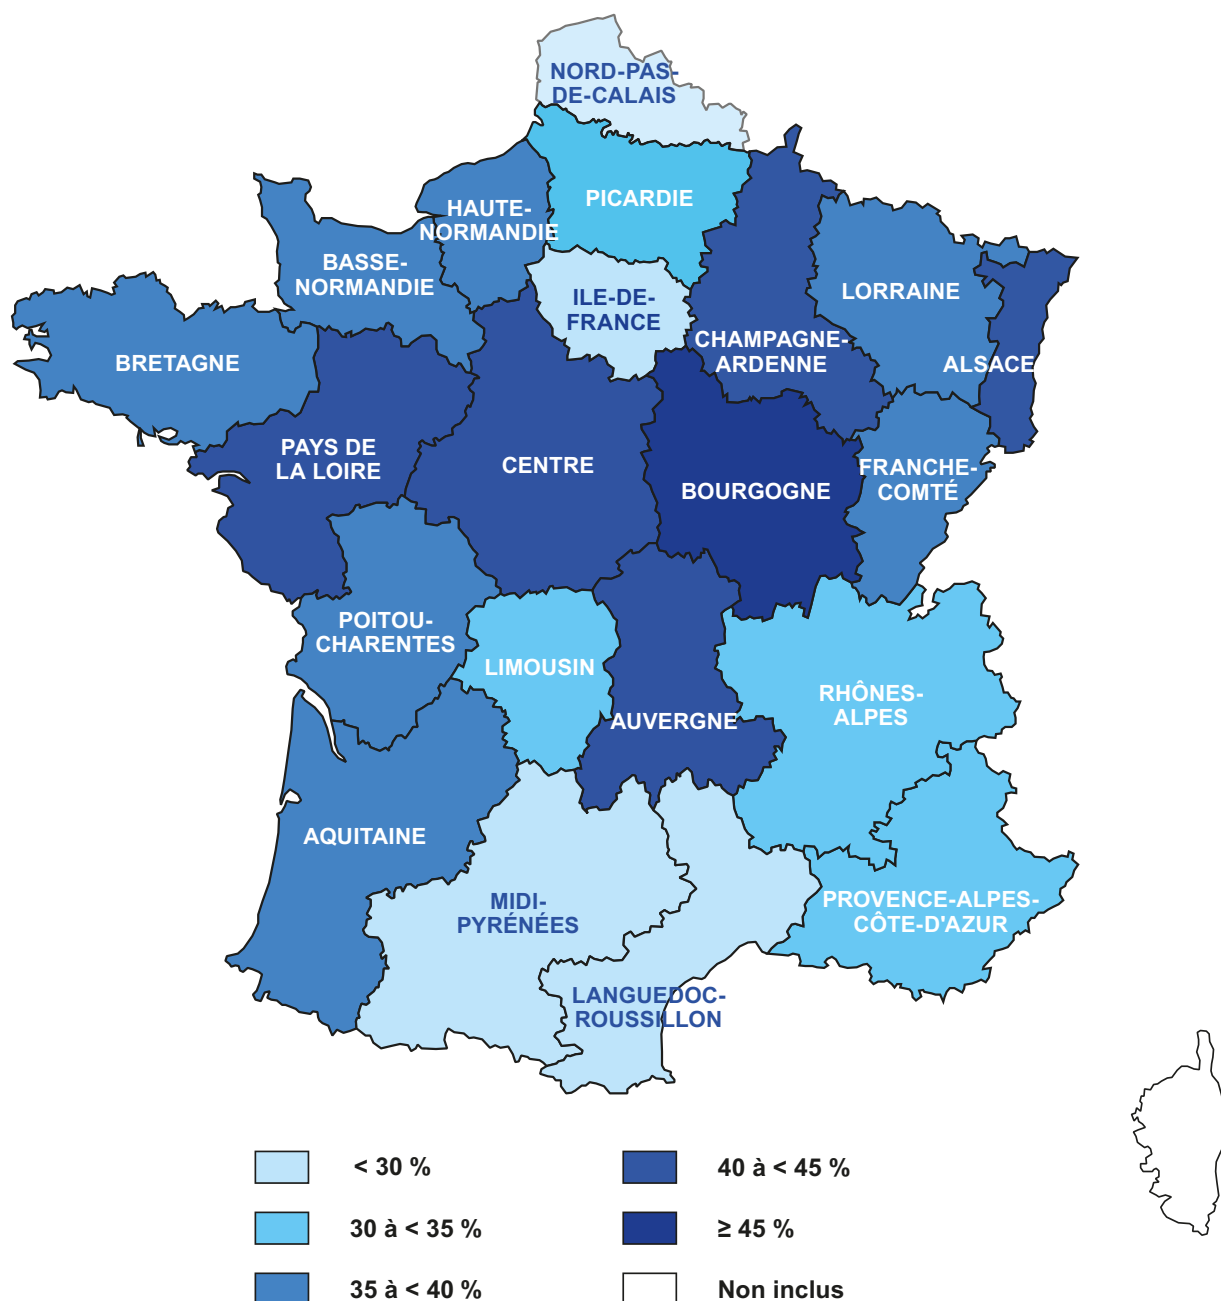 NORD-PAS-
DE-CALAIS
PICARDIE
HAUTE-
NORMANDIE
BASSE-
NORMANDIE
ILE-DE-
FRANCE
LORRAINE
CHAMPAGNE-
ARDENNE
ALSACE
BRETAGNE
PAYS DE
LA LOIRE
CENTRE
BOURGOGNE
FRANCHE-
COMTÉ
POITOU-
CHARENTES
LIMOUSIN
AUVERGNE
RHÔNES-
ALPES
AQUITAINE
MIDI-
PYRÉNÉES
PROVENCE-ALPES-
CÔTE-D'AZUR
LANGUEDOC-
ROUSSILLON
< 30 %
30 à < 35 %
35 à < 40 %
40 à < 45 %
≥ 45 %
Non inclus